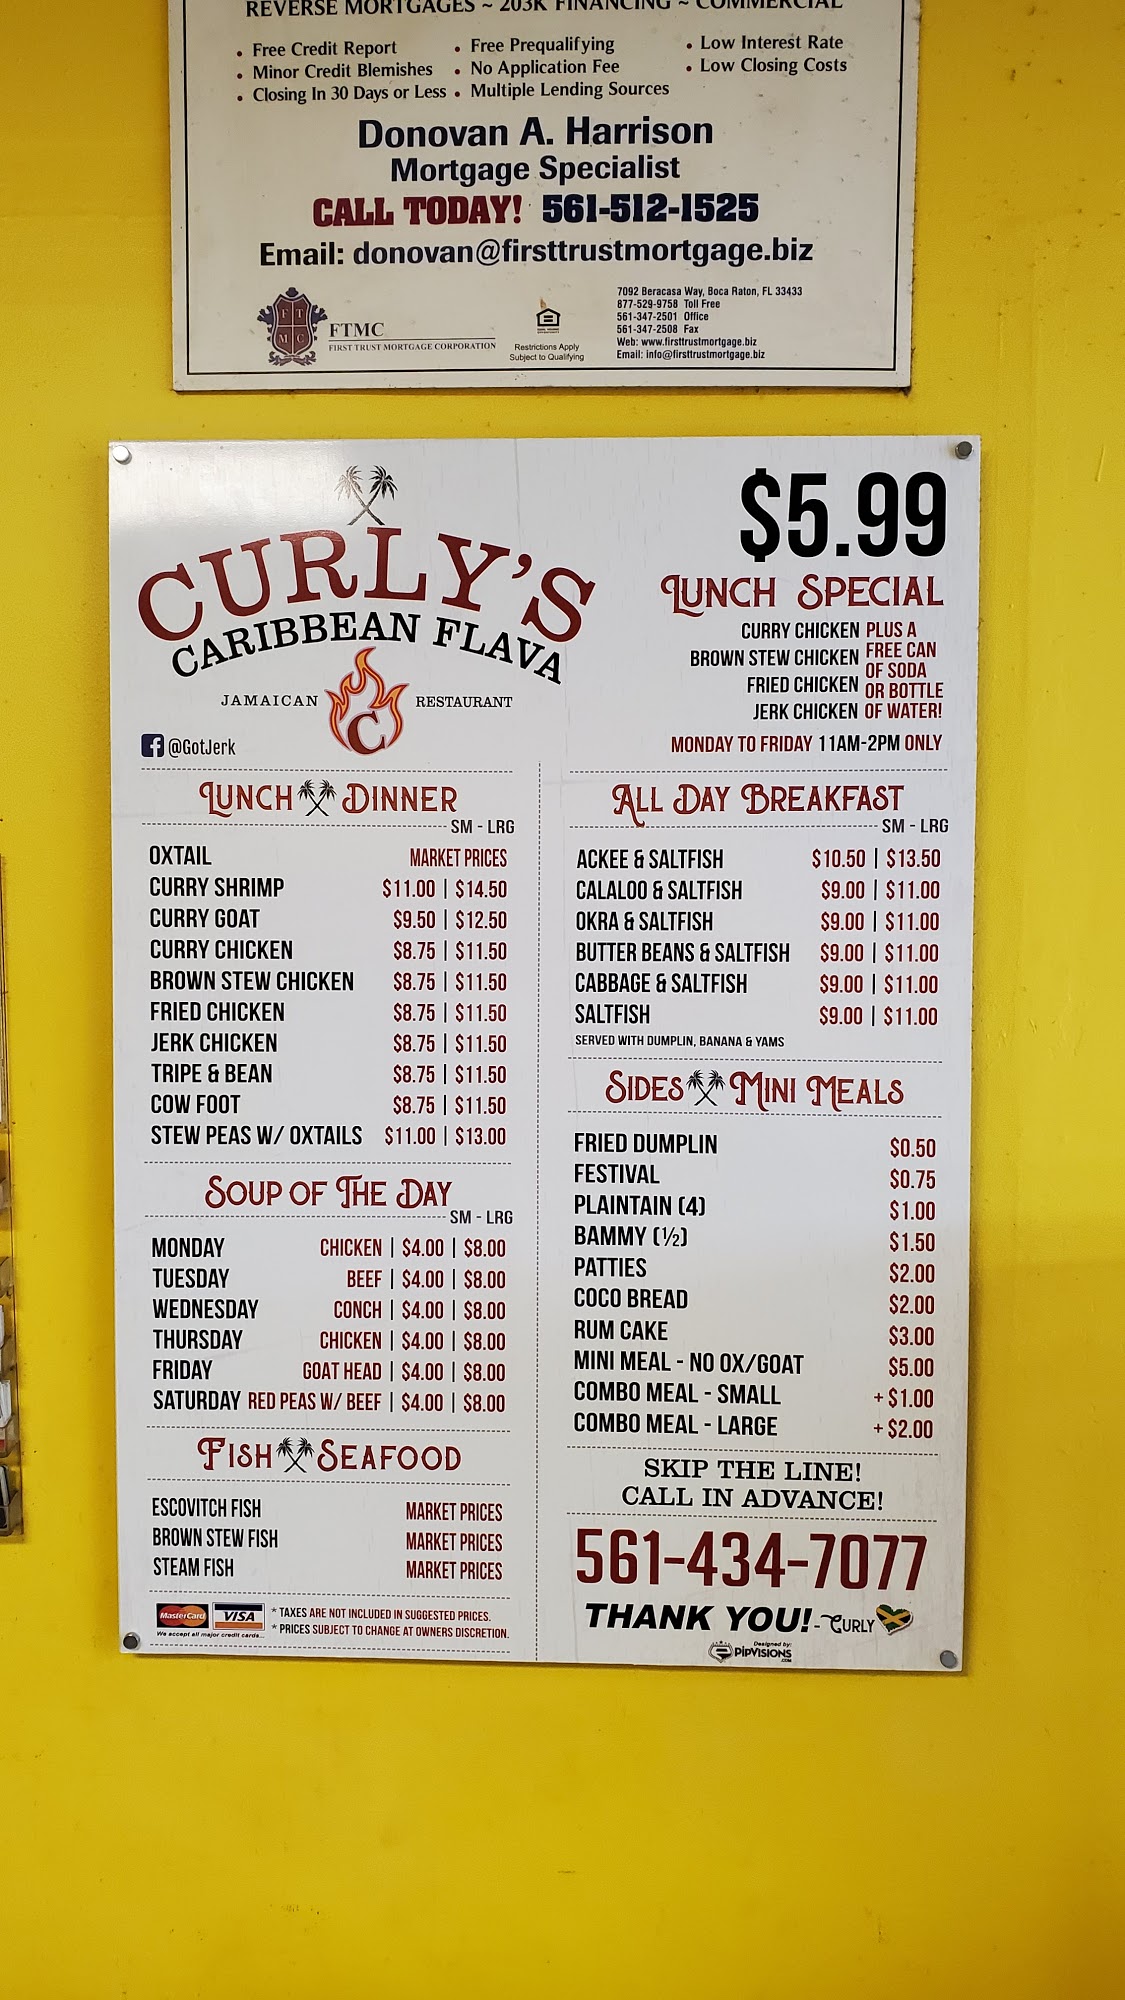 REVERSE MORTGAGES ~ 203K FINANCING ~ COMMERCIAL
• Free Credit Report • Free Prequalifying • Low Interest Rate
• Minor Credit Blemishes • No Application Fee • Low Closing Costs
• Closing In 30 Days or Less • Multiple Lending Sources
Donovan A. Harrison
Mortgage Specialist
CALL TODAY! 561-512-1525
Email: donovan@firsttrustmortgage.biz
F T
M C
FTMC
FIRST TRUST MORTGAGE CORPORATION
Restrictions Apply
Subject to Qualifying
7092 Beracasa Way, Boca Raton, FL 33433
877-529-9758 Toll Free
561-347-2501 Office
561-347-2508 Fax
Web: www.firsttrustmortgage.biz
Email: info@firsttrustmortgage.biz
CURLY'S
CARIBBEAN FLAVA
JAMAICAN C RESTAURANT
f @GotJerk
$5.99
LUNCH SPECIAL
CURRY CHICKEN
BROWN STEW CHICKEN
FRIED CHICKEN
JERK CHICKEN
PLUS A
FREE CAN
OF SODA
OR BOTTLE
OF WATER!
MONDAY TO FRIDAY 11AM-2PM ONLY
LUNCH DINNER
SM - LRG
OXTAIL MARKET PRICES
CURRY SHRIMP $11.00 | $14.50
CURRY GOAT $9.50 | $12.50
CURRY CHICKEN $8.75 | $11.50
BROWN STEW CHICKEN $8.75 | $11.50
FRIED CHICKEN $8.75 | $11.50
JERK CHICKEN $8.75 | $11.50
TRIPE & BEAN $8.75 | $11.50
COW FOOT $8.75 | $11.50
STEW PEAS W/ OXTAILS $11.00 | $13.00
SOUP OF THE DAY
SM - LRG
MONDAY CHICKEN | $4.00 | $8.00
TUESDAY BEEF | $4.00 | $8.00
WEDNESDAY CONCH | $4.00 | $8.00
THURSDAY CHICKEN | $4.00 | $8.00
FRIDAY GOAT HEAD | $4.00 | $8.00
SATURDAY RED PEAS W/ BEEF | $4.00 | $8.00
FISH SEAFOOD
ESCOVITCH FISH MARKET PRICES
BROWN STEW FISH MARKET PRICES
STEAM FISH MARKET PRICES
MasterCard VISA
We accept all major credit cards...
* TAXES ARE NOT INCLUDED IN SUGGESTED PRICES.
* PRICES SUBJECT TO CHANGE AT OWNERS DISCRETION.
ALL DAY BREAKFAST
SM - LRG
ACKEE & SALTFISH $10.50 | $13.50
CALALOO & SALTFISH $9.00 | $11.00
OKRA & SALTFISH $9.00 | $11.00
BUTTER BEANS & SALTFISH $9.00 | $11.00
CABBAGE & SALTFISH $9.00 | $11.00
SALTFISH $9.00 | $11.00
SERVED WITH DUMPLIN, BANANA & YAMS
SIDES MINI MEALS
FRIED DUMPLIN $0.50
FESTIVAL $0.75
PLAINTAIN (4) $1.00
BAMMY (½) $1.50
PATTIES $2.00
COCO BREAD $2.00
RUM CAKE $3.00
MINI MEAL - NO OX/GOAT $5.00
COMBO MEAL - SMALL + $1.00
COMBO MEAL - LARGE + $2.00
SKIP THE LINE!
CALL IN ADVANCE!
561-434-7077
THANK YOU! - CURLY
Designed by:
PIPVISIONS
.COM